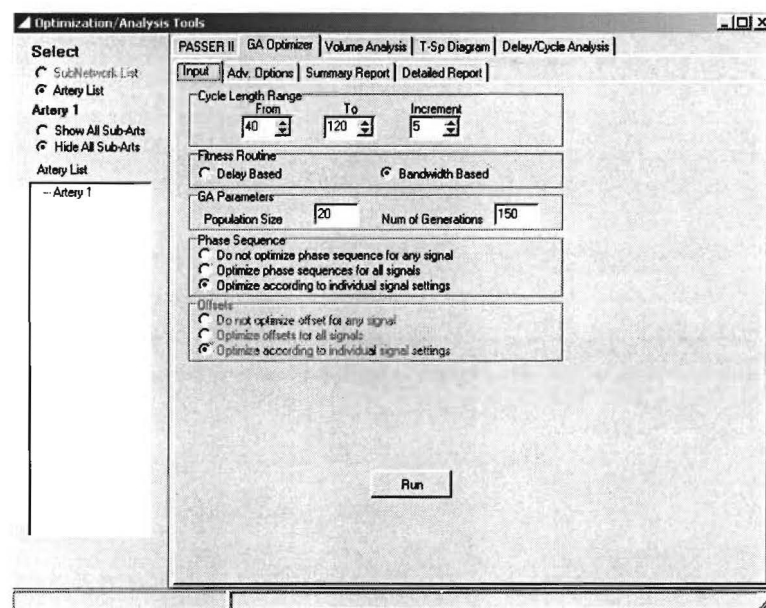 Optimization/Analysis Tools
Select
SubNetwork List
Artery List
Artery 1
Show All Sub-Arts
Hide All Sub-Arts
Artery List
Artery 1
PASSER II GA Optimizer Volume Analysis T-Sp Diagram Delay/Cycle Analysis
Input Adv. Options Summary Report Detailed Report
Cycle Length Range
From To Increment
40 120 5
Fitness Routine
Delay Based Bandwidth Based
GA Parameters
Population Size 20 Num of Generations 150
Phase Sequence
Do not optimize phase sequence for any signal
Optimize phase sequences for all signals
Optimize according to individual signal settings
Offsets
Do not optimize offset for any signal
Optimize offsets for all signals
Optimize according to individual signal settings
Run